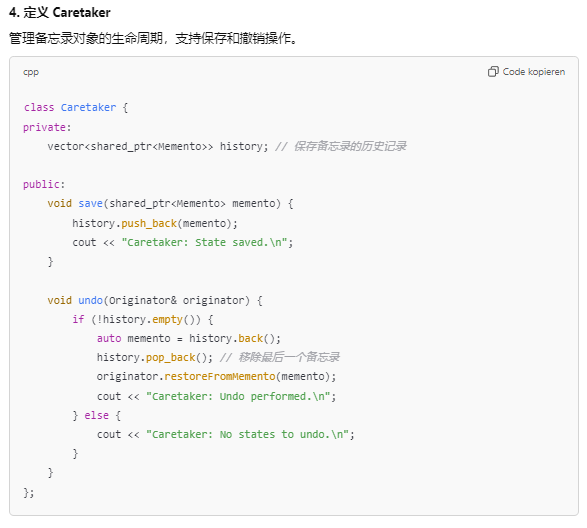 4. 定义 Caretaker
管理备忘录对象的生命周期，支持保存和撤销操作。
cpp
Code kopieren
class Caretaker {
private:
    vector<shared_ptr<Memento>> history; // 保存备忘录的历史记录

public:
    void save(shared_ptr<Memento> memento) {
        history.push_back(memento);
        cout << "Caretaker: State saved.\n";
    }

    void undo(Originator& originator) {
        if (!history.empty()) {
            auto memento = history.back();
            history.pop_back(); // 移除最后一个备忘录
            originator.restoreFromMemento(memento);
            cout << "Caretaker: Undo performed.\n";
        } else {
            cout << "Caretaker: No states to undo.\n";
        }
    }
};